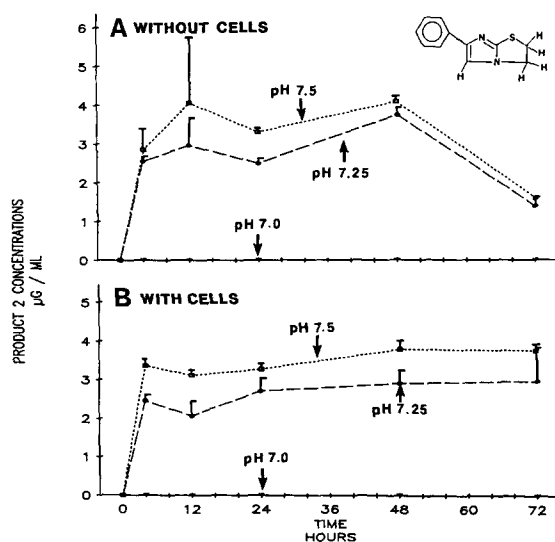 A WITHOUT CELLS
6
5
4
3
2
1
0
pH 7.5
pH 7.25
pH 7.0
N
S
N
H
H
H
H
H
PRODUCT 2 CONCENTRATIONS
µG / ML
B WITH CELLS
5
4
3
2
1
0
pH 7.5
pH 7.25
pH 7.0
0 12 24 36 48 60 72
TIME
HOURS